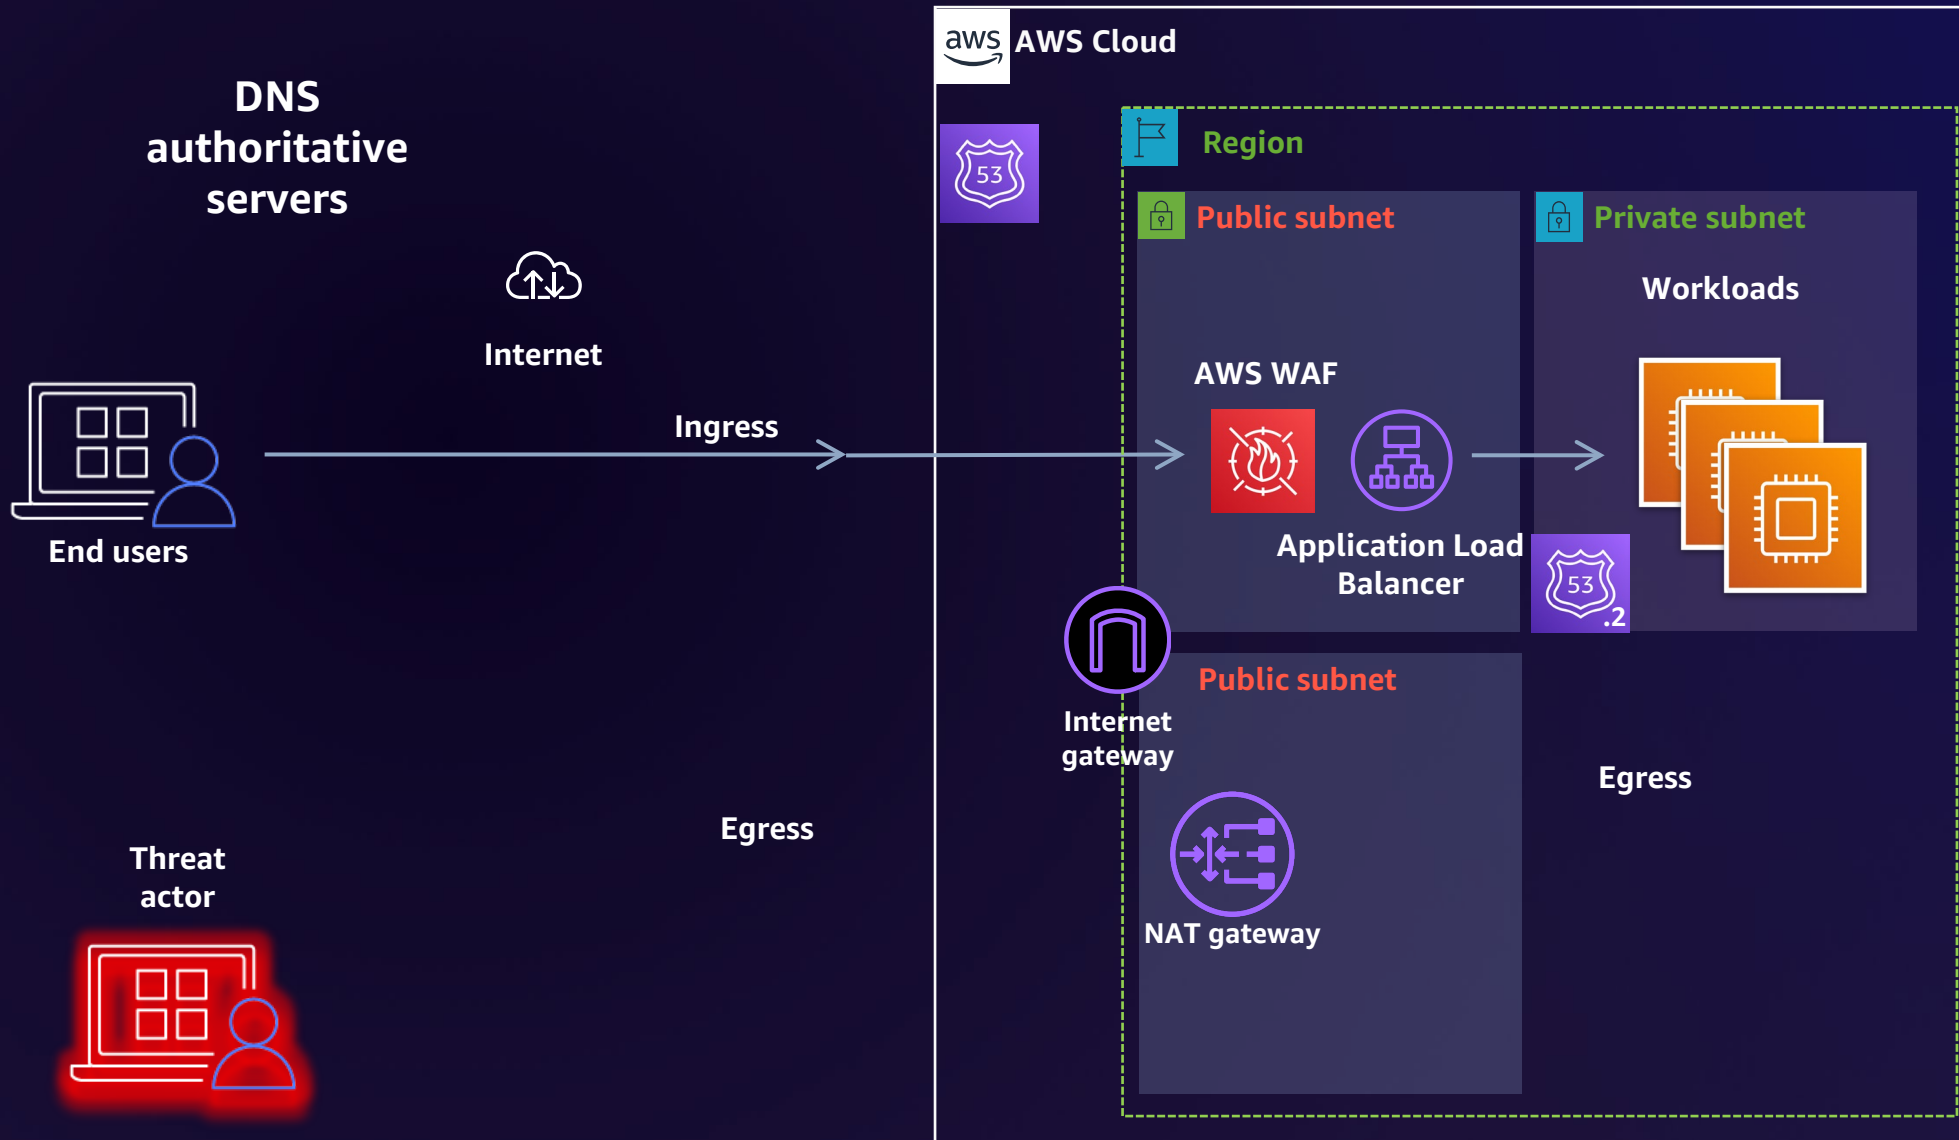 aws
AWS Cloud
DNS
authoritative
servers
53
Region
Public subnet
Private subnet
Workloads
Internet
AWS WAF
Ingress
End users
Application Load
Balancer
53
.2
Public subnet
Internet
gateway
Egress
Egress
Threat
actor
NAT gateway